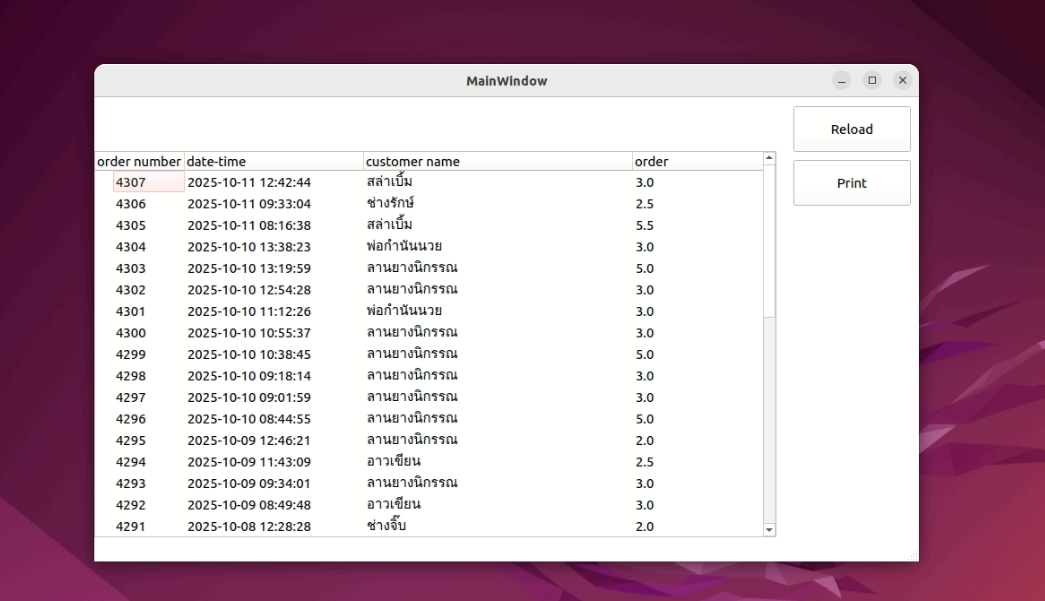 MainWindow
Reload
Print
order number date-time customer name order
4307 2025-10-11 12:42:44 สล่าเบิ้ม 3.0
4306 2025-10-11 09:33:04 ช่างรักษ์ 2.5
4305 2025-10-11 08:16:38 สล่าเบิ้ม 5.5
4304 2025-10-10 13:38:23 พ่อกำนันนวย 3.0
4303 2025-10-10 13:19:59 ลานยางนิกรรณ 5.0
4302 2025-10-10 12:54:28 ลานยางนิกรรณ 3.0
4301 2025-10-10 11:12:26 พ่อกำนันนวย 3.0
4300 2025-10-10 10:55:37 ลานยางนิกรรณ 3.0
4299 2025-10-10 10:38:45 ลานยางนิกรรณ 5.0
4298 2025-10-10 09:18:14 ลานยางนิกรรณ 3.0
4297 2025-10-10 09:01:59 ลานยางนิกรรณ 3.0
4296 2025-10-10 08:44:55 ลานยางนิกรรณ 5.0
4295 2025-10-09 12:46:21 ลานยางนิกรรณ 2.0
4294 2025-10-09 11:43:09 อาวเขียน 2.5
4293 2025-10-09 09:34:01 ลานยางนิกรรณ 3.0
4292 2025-10-09 08:49:48 อาวเขียน 3.0
4291 2025-10-08 12:28:28 ช่างจิ๊บ 2.0